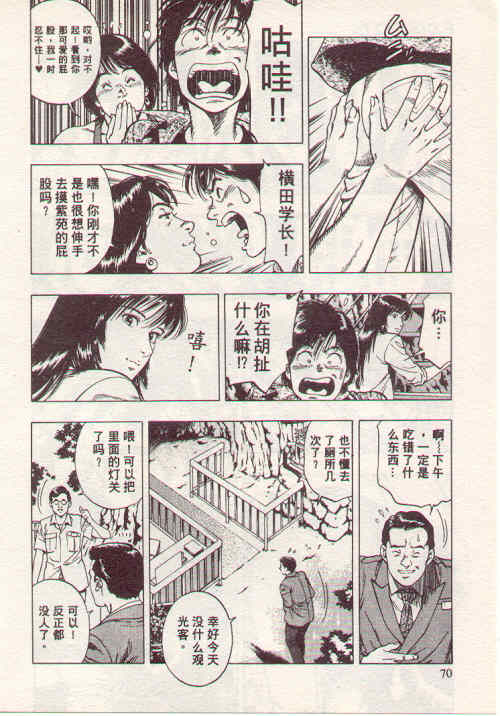 咕哇!!
哎哟，对不
起！看到你
那可爱的屁
股，我一时
忍不住…♥
横田学长！
嘿！你刚才不
是也很想伸手
去摸紫苑的屁
股吗？
你…
你在胡扯
什么嘛!?
嘻！
啊~下午
，一定是
吃错了什
么东西…
也不懂去
了厕所几
次了？
幸好今天
没什么观
光客。
喂！可以把
里面的灯关
了吗？
可以！
反正都
没人了。
70